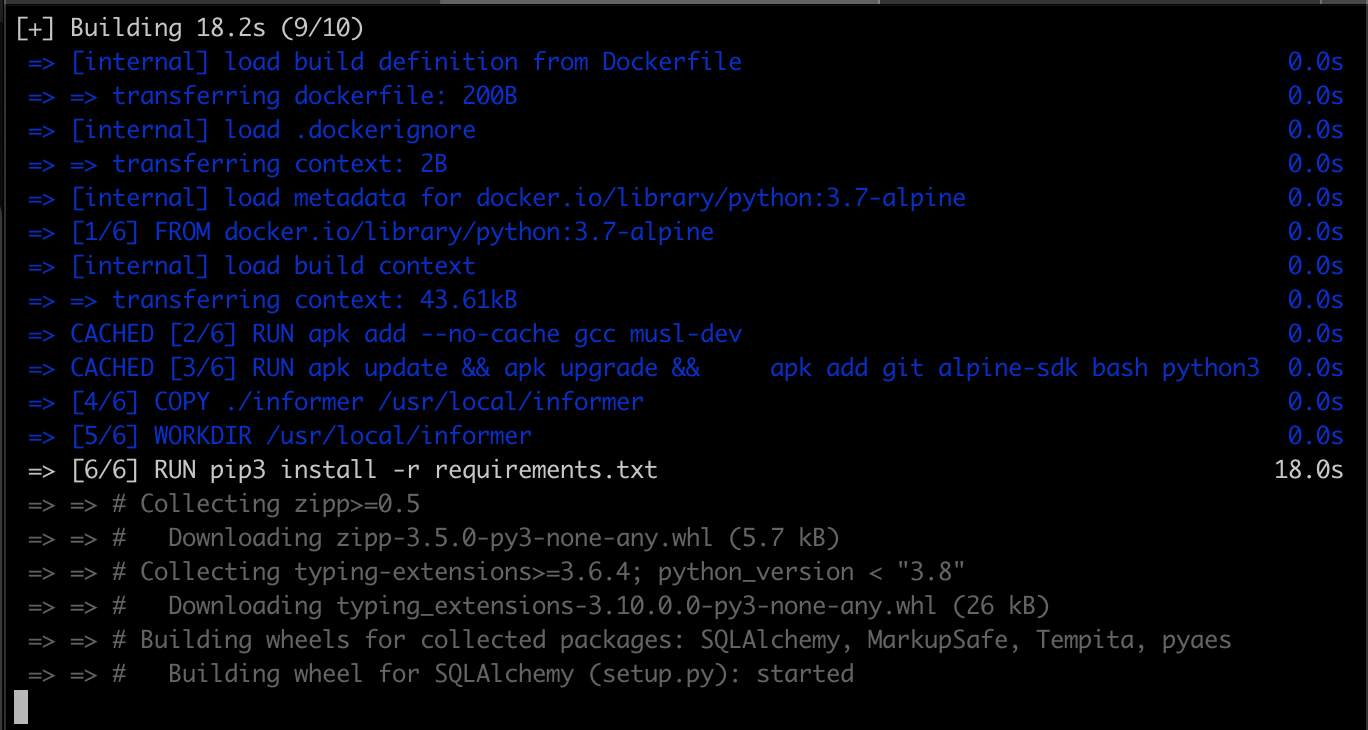 [+] Building 18.2s (9/10)
=> [internal] load build definition from Dockerfile 0.0s
=> => transferring dockerfile: 200B 0.0s
=> [internal] load .dockerignore 0.0s
=> => transferring context: 2B 0.0s
=> [internal] load metadata for docker.io/library/python:3.7-alpine 0.0s
=> [1/6] FROM docker.io/library/python:3.7-alpine 0.0s
=> [internal] load build context 0.0s
=> => transferring context: 43.61kB 0.0s
=> CACHED [2/6] RUN apk add --no-cache gcc musl-dev 0.0s
=> CACHED [3/6] RUN apk update && apk upgrade &&     apk add git alpine-sdk bash python3 0.0s
=> [4/6] COPY ./informer /usr/local/informer 0.0s
=> [5/6] WORKDIR /usr/local/informer 0.0s
=> [6/6] RUN pip3 install -r requirements.txt 18.0s
=> => # Collecting zipp>=0.5
=> => #   Downloading zipp-3.5.0-py3-none-any.whl (5.7 kB)
=> => # Collecting typing-extensions>=3.6.4; python_version < "3.8"
=> => #   Downloading typing_extensions-3.10.0.0-py3-none-any.whl (26 kB)
=> => # Building wheels for collected packages: SQLAlchemy, MarkupSafe, Tempita, pyaes
=> => #   Building wheel for SQLAlchemy (setup.py): started